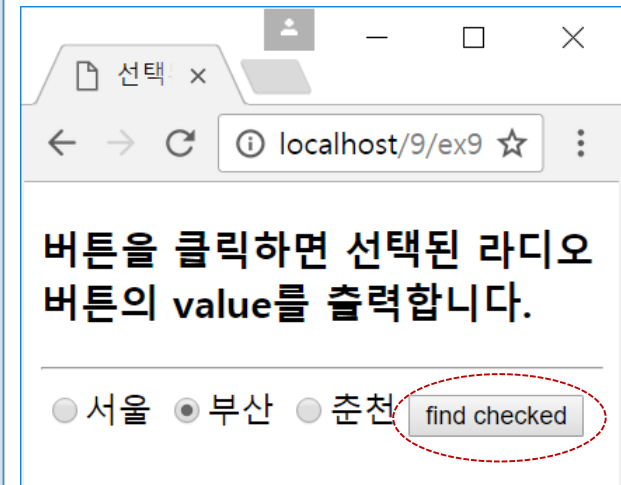 선택
localhost/9/ex9
버튼을 클릭하면 선택된 라디오
버튼의 value를 출력합니다.
서울 부산 춘천 find checked